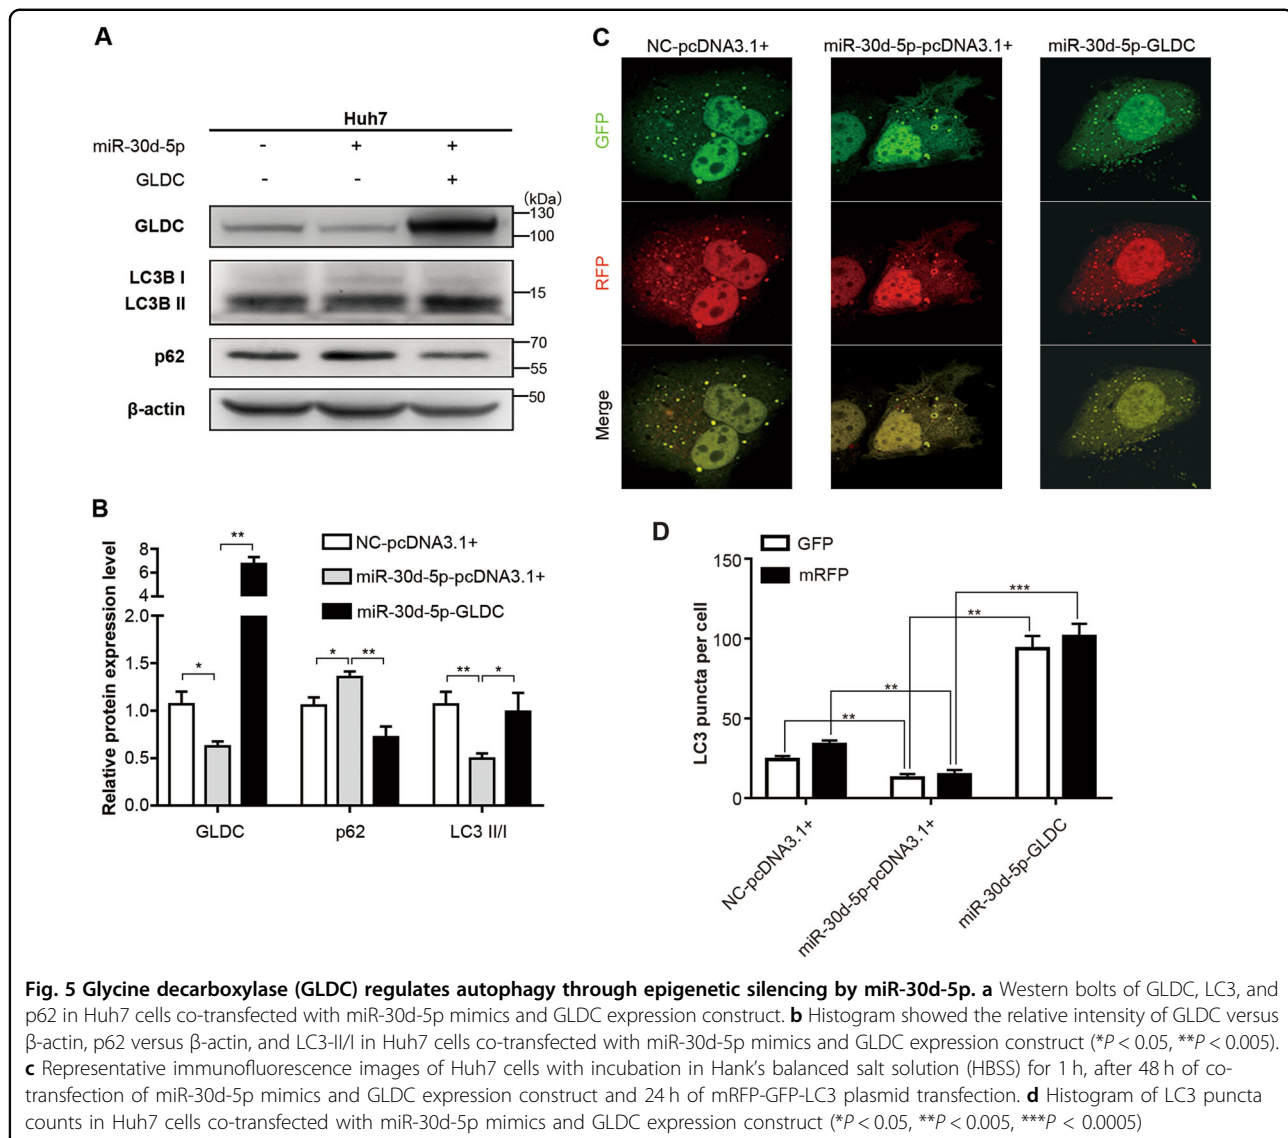 A
Huh7
miR-30d-5p - + +
GLDC - - +
(kDa)
GLDC
130
100
LC3B I
LC3B II
15
p62
70
55
β-actin
50
B
Relative protein expression level
8
6
4
2.0
1.5
1.0
0.5
0.0
NC-pcDNA3.1+
miR-30d-5p-pcDNA3.1+
miR-30d-5p-GLDC
* **
* **
** *
GLDC p62 LC3 II/I
C
NC-pcDNA3.1+ miR-30d-5p-pcDNA3.1+ miR-30d-5p-GLDC
GFP
RFP
Merge
D
GFP
mRFP
LC3 puncta per cell
150
100
50
0
***
**
**
**
NC-pcDNA3.1+
miR-30d-5p-pcDNA3.1+
miR-30d-5p-GLDC
Fig. 5 Glycine decarboxylase (GLDC) regulates autophagy through epigenetic silencing by miR-30d-5p. a Western bolts of GLDC, LC3, and
p62 in Huh7 cells co-transfected with miR-30d-5p mimics and GLDC expression construct. b Histogram showed the relative intensity of GLDC versus
β-actin, p62 versus β-actin, and LC3-II/I in Huh7 cells co-transfected with miR-30d-5p mimics and GLDC expression construct (*P < 0.05, **P < 0.005).
c Representative immunofluorescence images of Huh7 cells with incubation in Hank's balanced salt solution (HBSS) for 1 h, after 48 h of co-
transfection of miR-30d-5p mimics and GLDC expression construct and 24 h of mRFP-GFP-LC3 plasmid transfection. d Histogram of LC3 puncta
counts in Huh7 cells co-transfected with miR-30d-5p mimics and GLDC expression construct (*P < 0.05, **P < 0.005, ***P < 0.0005)